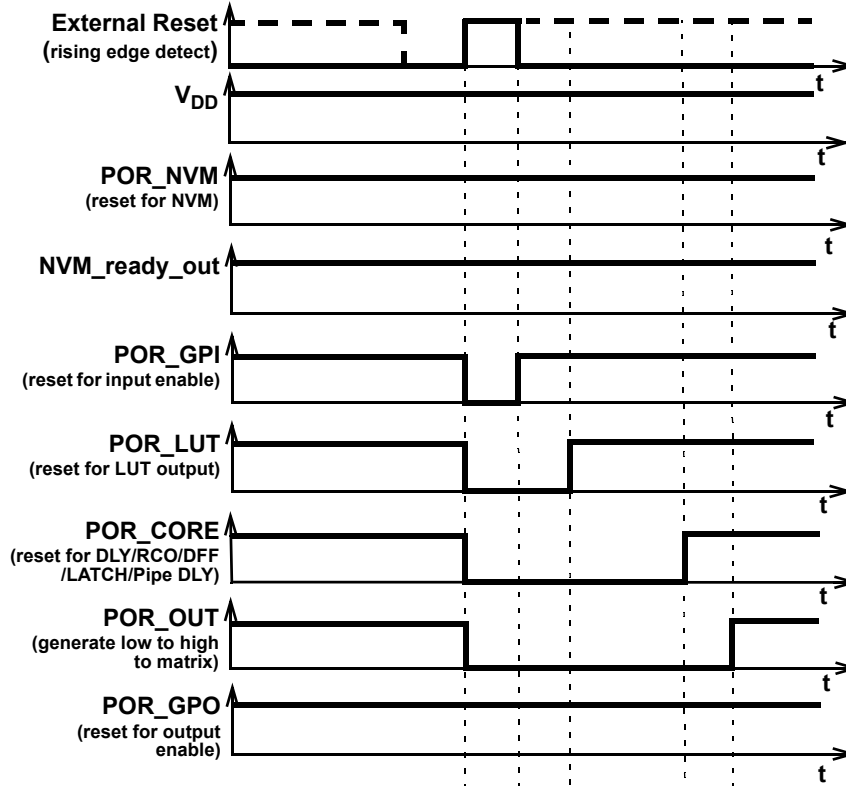 External Reset
(rising edge detect)
t
VDD
t
POR_NVM
(reset for NVM)
t
NVM_ready_out
t
POR_GPI
(reset for input enable)
t
POR_LUT
(reset for LUT output)
t
POR_CORE
(reset for DLY/RCO/DFF
/LATCH/Pipe DLY)
t
POR_OUT
(generate low to high
to matrix)
t
POR_GPO
(reset for output
enable)
t